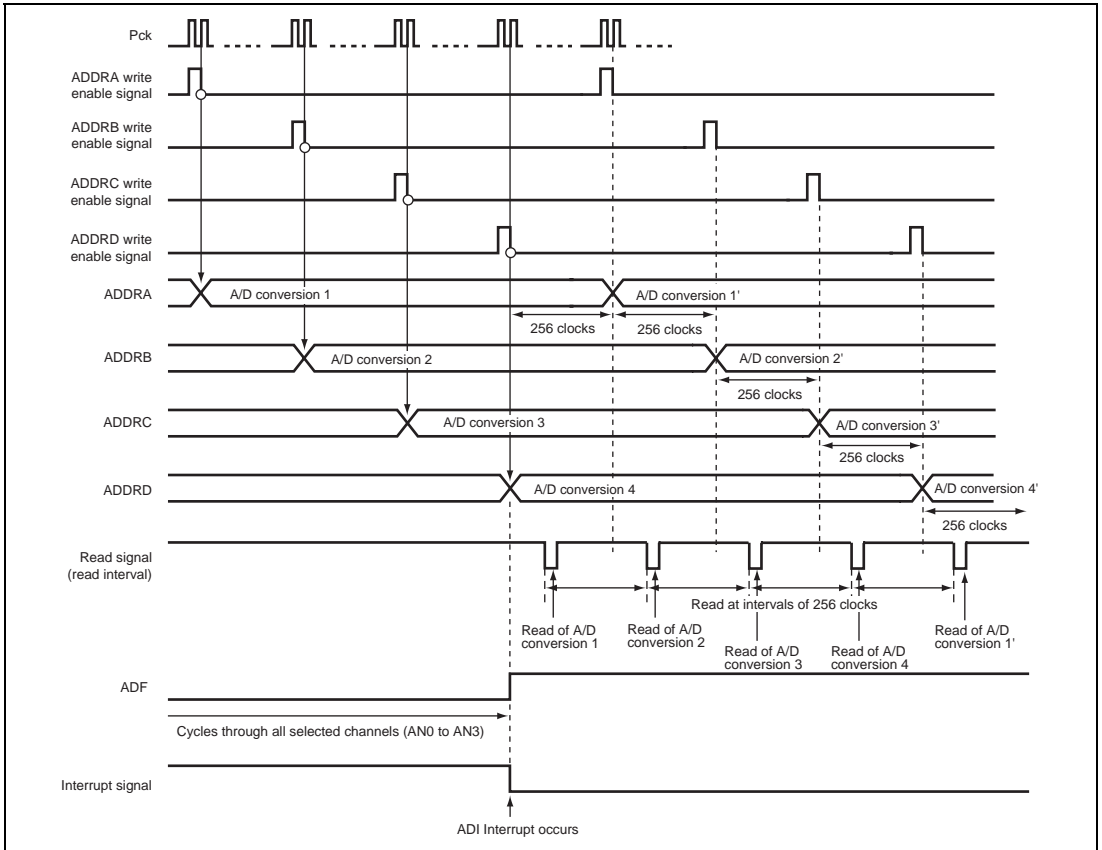 Pck
ADDRA write
enable signal
ADDRB write
enable signal
ADDRC write
enable signal
ADDRD write
enable signal
ADDRA
A/D conversion 1
A/D conversion 1'
256 clocks
256 clocks
ADDRB
A/D conversion 2
A/D conversion 2'
256 clocks
ADDRC
A/D conversion 3
A/D conversion 3'
256 clocks
ADDRD
A/D conversion 4
A/D conversion 4'
256 clocks
Read signal
(read interval)
Read at intervals of 256 clocks
Read of A/D
conversion 1
Read of A/D
conversion 2
Read of A/D
conversion 3
Read of A/D
conversion 4
Read of A/D
conversion 1'
ADF
Cycles through all selected channels (AN0 to AN3)
Interrupt signal
ADI Interrupt occurs